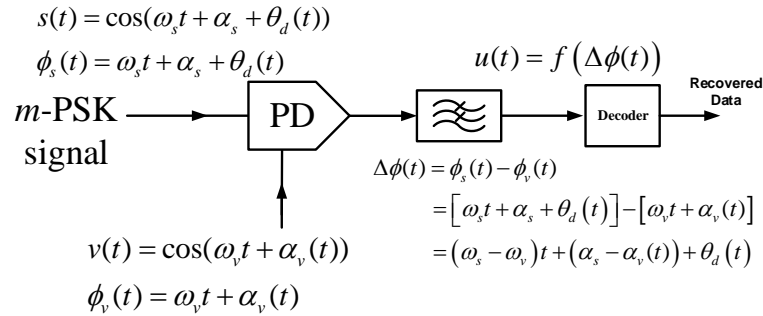 s(t) = cos(ω_s t + α_s + θ_d(t))
ϕ_s(t) = ω_s t + α_s + θ_d(t)
m-PSK
signal
PD
u(t) = f(Δϕ(t))
Decoder
Recovered
Data
Δϕ(t) = ϕ_s(t) − ϕ_v(t)
= [ω_s t + α_s + θ_d(t)] − [ω_v t + α_v(t)]
= (ω_s − ω_v)t + (α_s − α_v(t)) + θ_d(t)
v(t) = cos(ω_v t + α_v(t))
ϕ_v(t) = ω_v t + α_v(t)